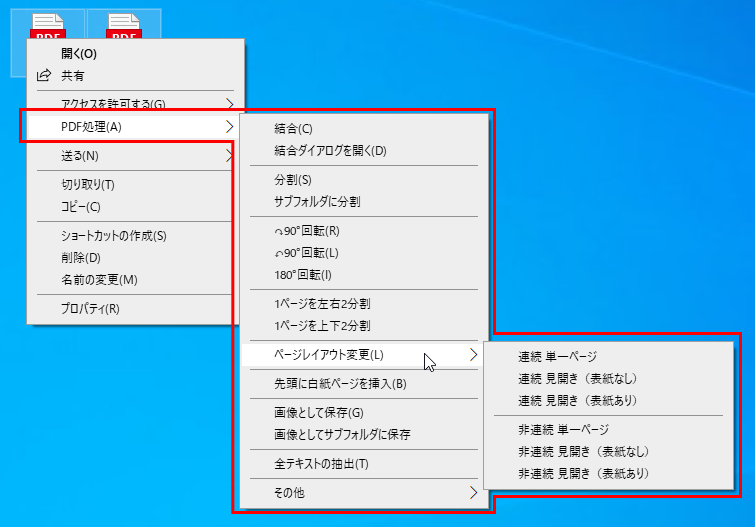 PDF
PDF
開く(O)
共有
アクセスを許可する(G)
PDF処理(A)
送る(N)
切り取り(T)
コピー(C)
ショートカットの作成(S)
削除(D)
名前の変更(M)
プロパティ(R)
結合(C)
結合ダイアログを開く(D)
分割(S)
サブフォルダに分割
↷90°回転(R)
↶90°回転(L)
180°回転(I)
1ページを左右2分割
1ページを上下2分割
ページレイアウト変更(L)
先頭に白紙ページを挿入(B)
画像として保存(G)
画像としてサブフォルダに保存
全テキストの抽出(T)
その他
連続 単一ページ
連続 見開き（表紙なし）
連続 見開き（表紙あり）
非連続 単一ページ
非連続 見開き（表紙なし）
非連続 見開き（表紙あり）